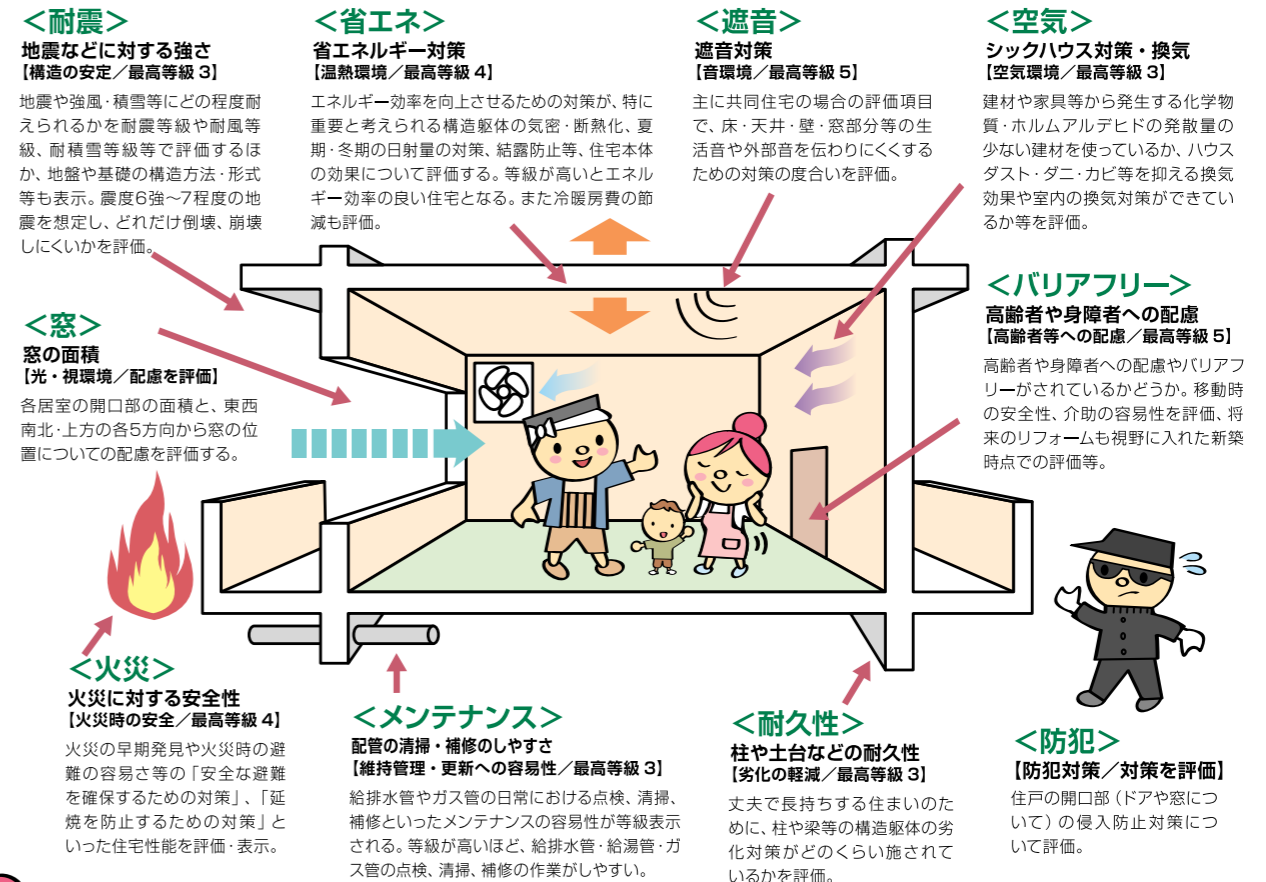 ＜耐震＞
地震などに対する強さ
【構造の安定／最高等級3】
地震や強風・積雪等にどの程度耐
えられるかを耐震等級や耐風等
級、耐積雪等級等で評価するほ
か、地盤や基礎の構造方法・形式
等も表示。震度6強～7程度の地
震を想定し、どれだけ倒壊、崩壊
しにくいかを評価。
＜省エネ＞
省エネルギー対策
【温熱環境／最高等級4】
エネルギー効率を向上させるための対策が、特に
重要と考えられる構造躯体の気密・断熱化、夏
期・冬期の日射量の対策、結露防止等、住宅本体
の効果について評価する。等級が高いとエネル
ギー効率の良い住宅となる。また冷暖房費の節
減も評価。
＜遮音＞
遮音対策
【音環境／最高等級5】
主に共同住宅の場合の評価項目
で、床・天井・壁・窓部分等の生
活音や外部音を伝わりにくくする
ための対策の度合いを評価。
＜空気＞
シックハウス対策・換気
【空気環境／最高等級3】
建材や家具等から発生する化学物
質・ホルムアルデヒドの発散量の
少ない建材を使っているか、ハウス
ダスト・ダニ・カビ等を抑える換気
効果や室内の換気対策ができてい
るか等を評価。
＜窓＞
窓の面積
【光・視環境／配慮を評価】
各居室の開口部の面積と、東西
南北・上方の各5方向から窓の位
置についての配慮を評価する。
＜バリアフリー＞
高齢者や身障者への配慮
【高齢者等への配慮／最高等級5】
高齢者や身障者への配慮やバリアフ
リーがされているかどうか。移動時
の安全性、介助の容易性を評価、将
来のリフォームも視野に入れた新築
時点での評価等。
＜火災＞
火災に対する安全性
【火災時の安全／最高等級4】
火災の早期発見や火災時の避
難の容易さ等の「安全な避難
を確保するための対策」、「延
焼を防止するための対策」と
いった住宅性能を評価・表示。
＜メンテナンス＞
配管の清掃・補修のしやすさ
【維持管理・更新への容易性／最高等級3】
給排水管やガス管の日常における点検、清掃、
補修といったメンテナンスの容易性が等級表示
される。等級が高いほど、給排水管・給湯管・ガ
ス管の点検、清掃、補修の作業がしやすい。
＜耐久性＞
柱や土台などの耐久性
【劣化の軽減／最高等級3】
丈夫で長持ちする住まいのた
めに、柱や梁等の構造躯体の劣
化対策がどのくらい施されて
いるかを評価。
＜防犯＞
【防犯対策／対策を評価】
住戸の開口部（ドアや窓につ
いて）の侵入防止対策につ
いて評価。